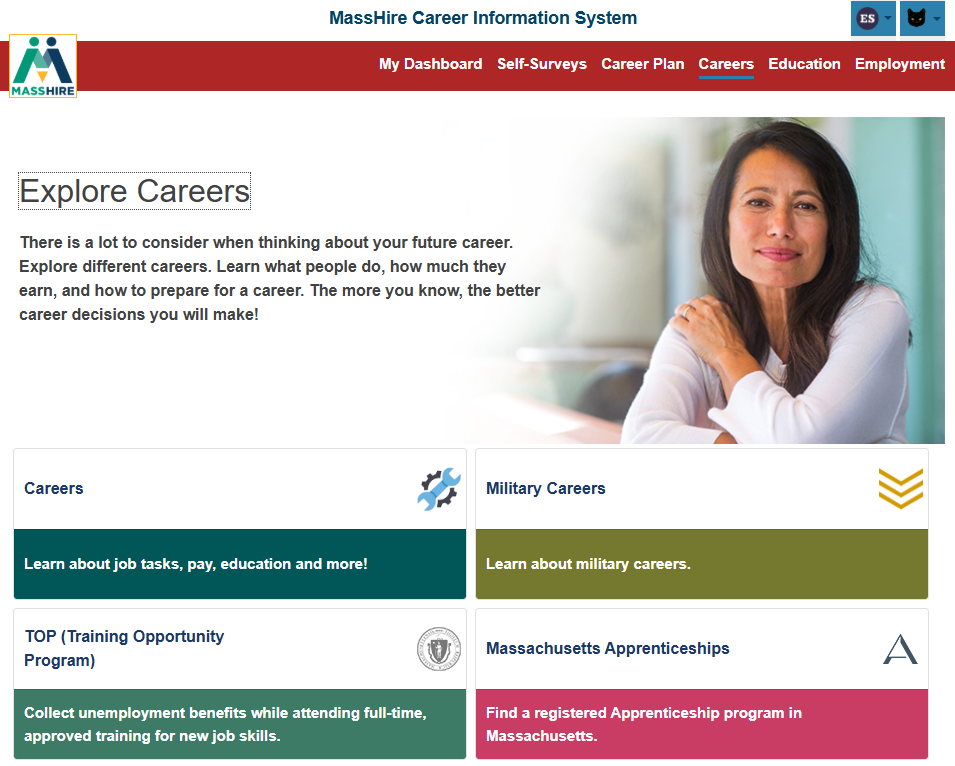 MassHire Career Information System
ES
MASSHIRE
My Dashboard Self-Surveys Career Plan Careers Education Employment
Explore Careers
There is a lot to consider when thinking about your future career.
Explore different careers. Learn what people do, how much they
earn, and how to prepare for a career. The more you know, the better
career decisions you will make!
Careers
Military Careers
Learn about job tasks, pay, education and more!
Learn about military careers.
TOP (Training Opportunity
Program)
Massachusetts Apprenticeships
Collect unemployment benefits while attending full-time,
approved training for new job skills.
Find a registered Apprenticeship program in
Massachusetts.